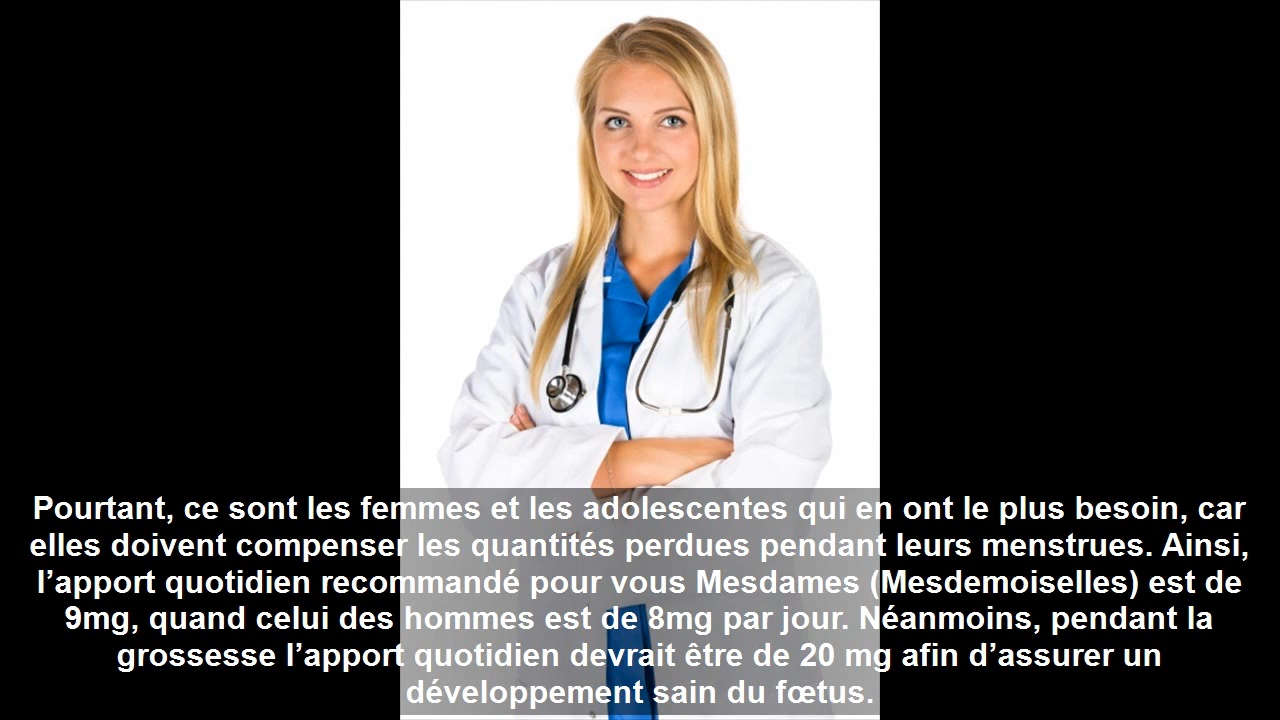 Pourtant, ce sont les femmes et les adolescentes qui en ont le plus besoin, car
elles doivent compenser les quantités perdues pendant leurs menstrues. Ainsi,
l’apport quotidien recommandé pour vous Mesdames (Mesdemoiselles) est de
9mg, quand celui des hommes est de 8mg par jour. Néanmoins, pendant la
grossesse l’apport quotidien devrait être de 20 mg afin d’assurer un
développement sain du fœtus.